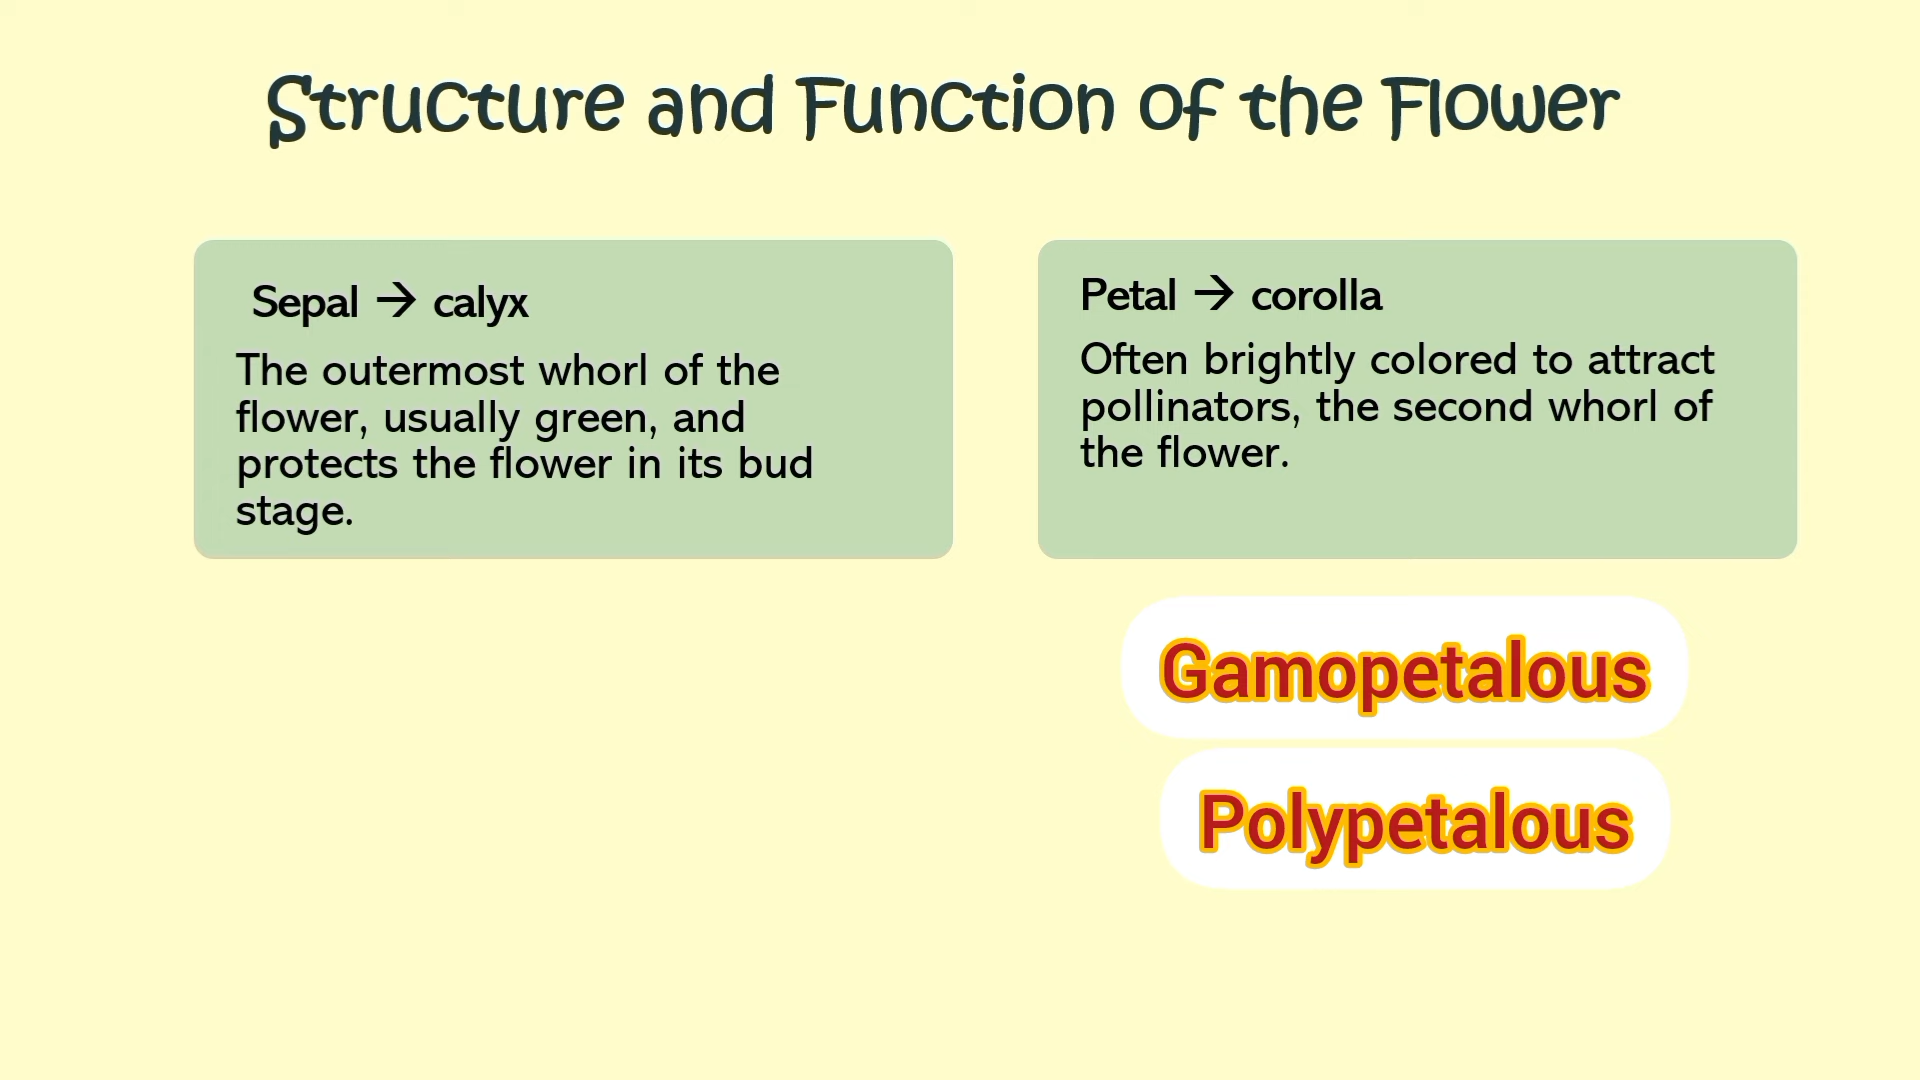 Structure and Function of the Flower
Sepal → calyx
The outermost whorl of the
flower, usually green, and
protects the flower in its bud
stage.
Petal → corolla
Often brightly colored to attract
pollinators, the second whorl of
the flower.
Gamopetalous
Polypetalous